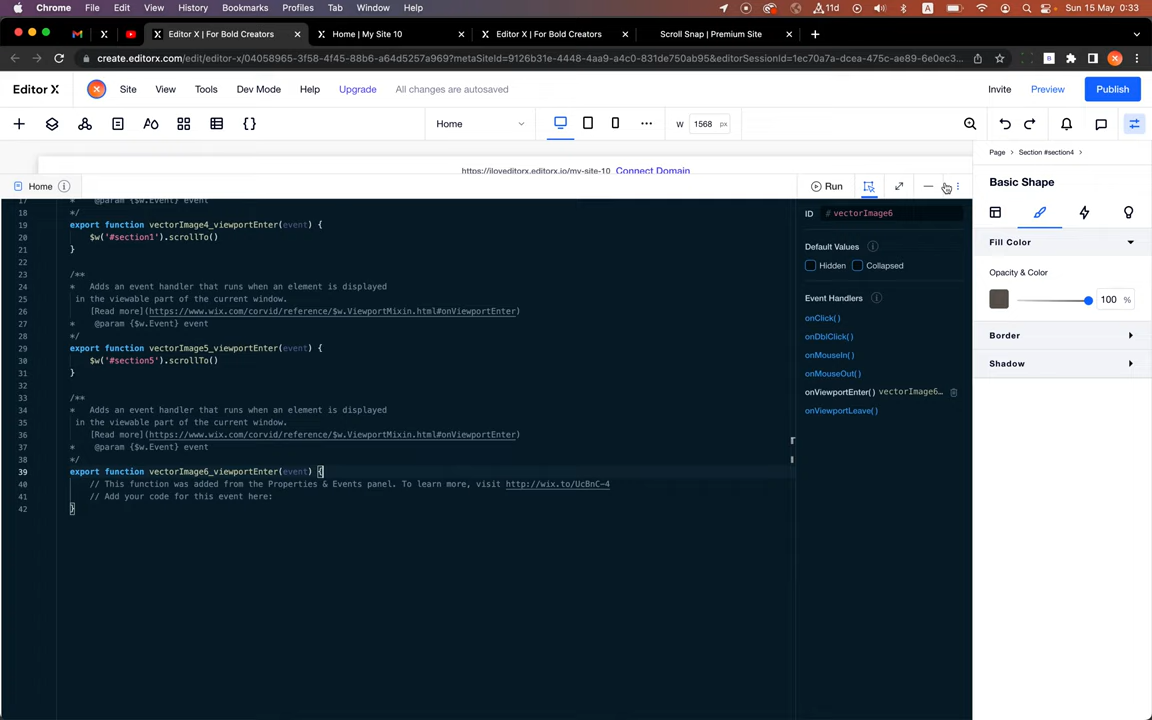 Chrome File Edit View History Bookmarks Profiles Tab Window Help 11d A Sun 15 May 0:33
Editor X | For Bold Creators Home | My Site 10 Editor X | For Bold Creators Scroll Snap | Premium Site
create.editorx.com/edit/editor-x/04058965-3f58-4f45-88b6-a64d5c257a969?metaSiteId=9126b31e-4448-4aa9-a4c0-831de750ab95&editorSessionId=1ec70a7a-dcea-475c-ae89-6e0ec3...
Editor X Site View Tools Dev Mode Help Upgrade All changes are autosaved Invite Preview Publish
Home W 1568 px
https://iloveditorx.editorx.io/my-site-10 Connect Domain
Page Section #section4
Home Run
Basic Shape
17 * @param {$w.Event} event
18 */
19 export function vectorImage4_viewportEnter(event) {
20 $w('#section1').scrollTo()
21 }
22
23 /**
24 * Adds an event handler that runs when an element is displayed
25 in the viewable part of the current window.
26 [Read more](https://www.wix.com/corvid/reference/$w.ViewportMixin.html#onViewportEnter)
27 * @param {$w.Event} event
28 */
29 export function vectorImage5_viewportEnter(event) {
30 $w('#section5').scrollTo()
31 }
32
33 /**
34 * Adds an event handler that runs when an element is displayed
35 in the viewable part of the current window.
36 [Read more](https://www.wix.com/corvid/reference/$w.ViewportMixin.html#onViewportEnter)
37 * @param {$w.Event} event
38 */
39 export function vectorImage6_viewportEnter(event) {
40 // This function was added from the Properties & Events panel. To learn more, visit http://wix.to/UcBnC-4
41 // Add your code for this event here:
42 }
ID # vectorImage6
Default Values
Hidden Collapsed
Event Handlers
onClick()
onDblClick()
onMouseIn()
onMouseOut()
onViewportEnter() vectorImage6...
onViewportLeave()
Fill Color
Opacity & Color
100 %
Border
Shadow